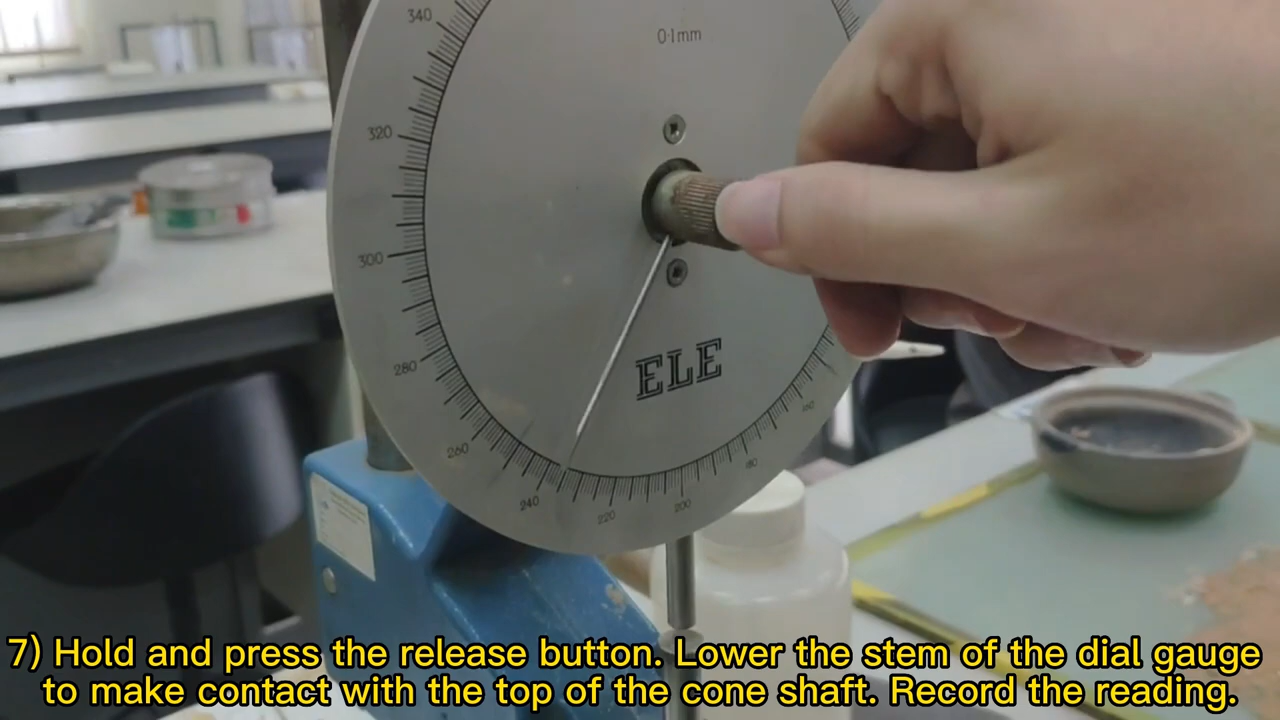 340
0·1mm
320
300
280
260
240
220
200
180
160
ELE
7) Hold and press the release button. Lower the stem of the dial gauge
to make contact with the top of the cone shaft. Record the reading.